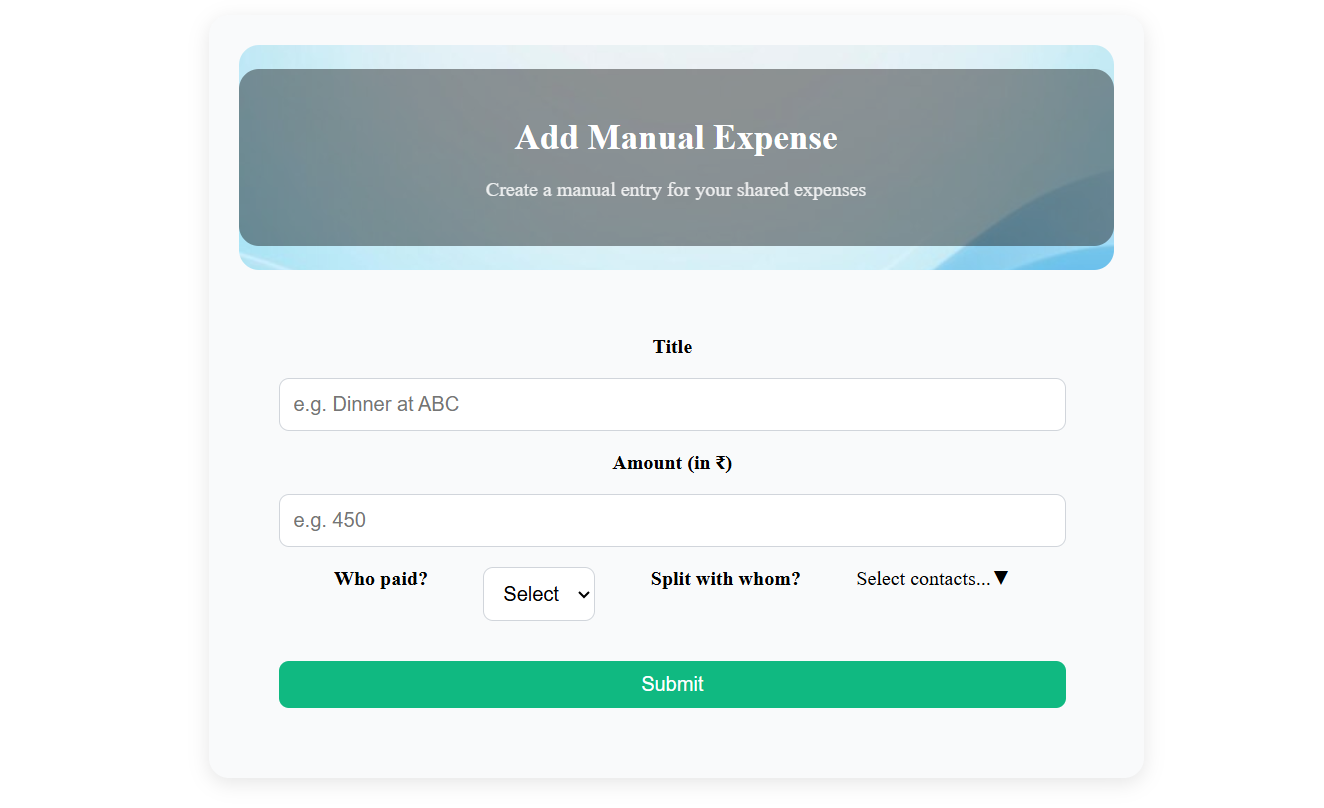 Add Manual Expense
Create a manual entry for your shared expenses
Title
e.g. Dinner at ABC
Amount (in ₹)
e.g. 450
Who paid? Select Split with whom? Select contacts...▼
Submit